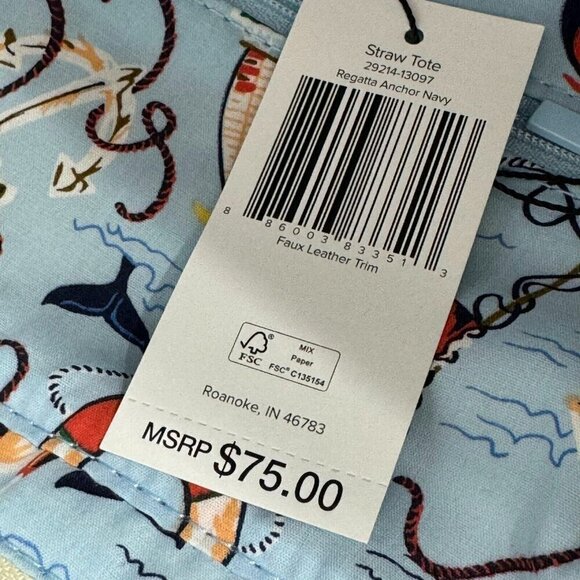 Straw Tote
29214-13097
Regatta Anchor Navy
8 86003 83351 3
Faux Leather Trim
FSC
MIX
Paper
FSC® C135154
Roanoke, IN 46783
MSRP $75.00